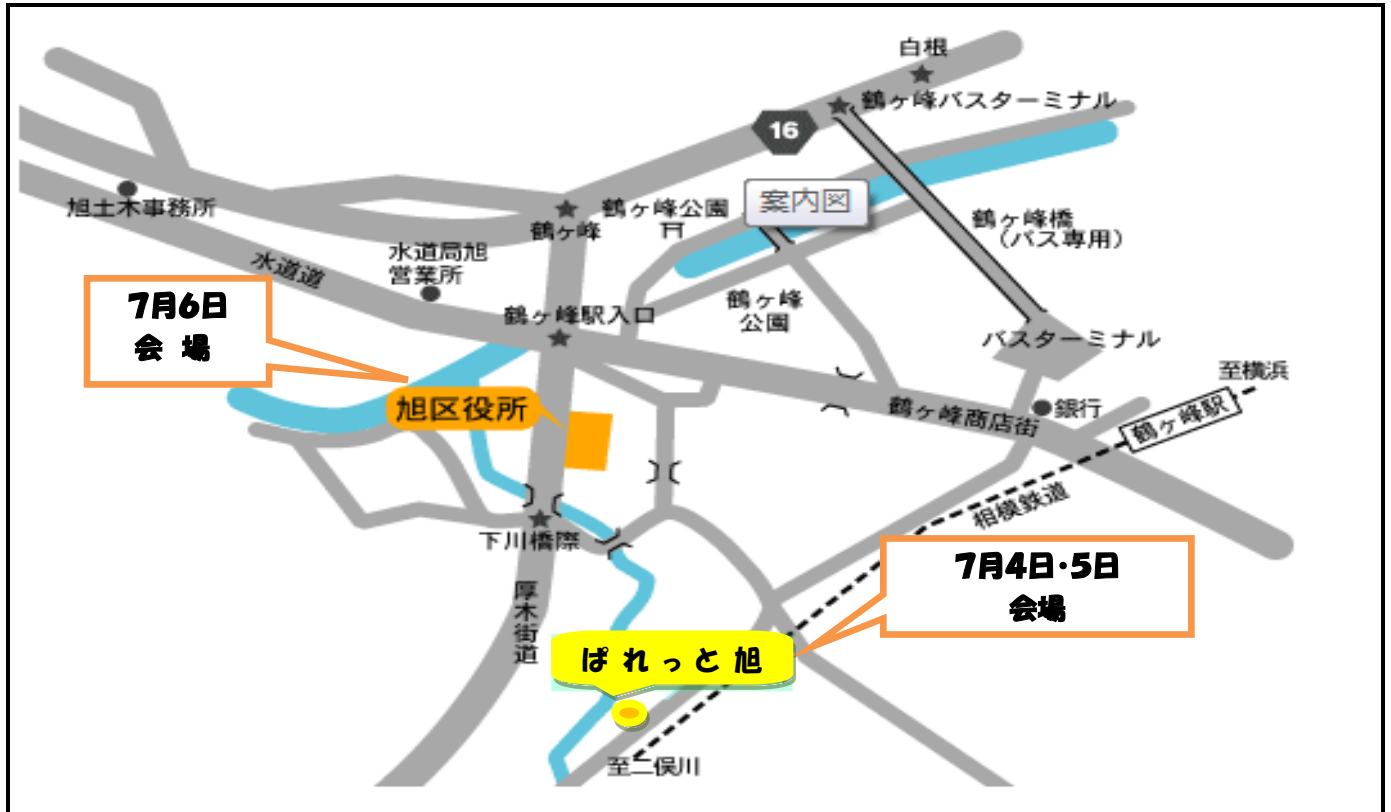 白根
鶴ヶ峰バスターミナル
16
案内図
旭土木事務所
鶴ヶ峰
鶴ヶ峰公園
鶴ヶ峰橋
(バス専用)
水道局旭
営業所
水道道
7月6日
会 場
鶴ヶ峰駅入口
鶴ヶ峰
公園
バスターミナル
至横浜
旭区役所
鶴ヶ峰商店街
銀行
鶴ヶ峰駅
相模鉄道
下川橋際
7月4日・5日
会場
厚木街道
ぱれっと旭
至二俣川